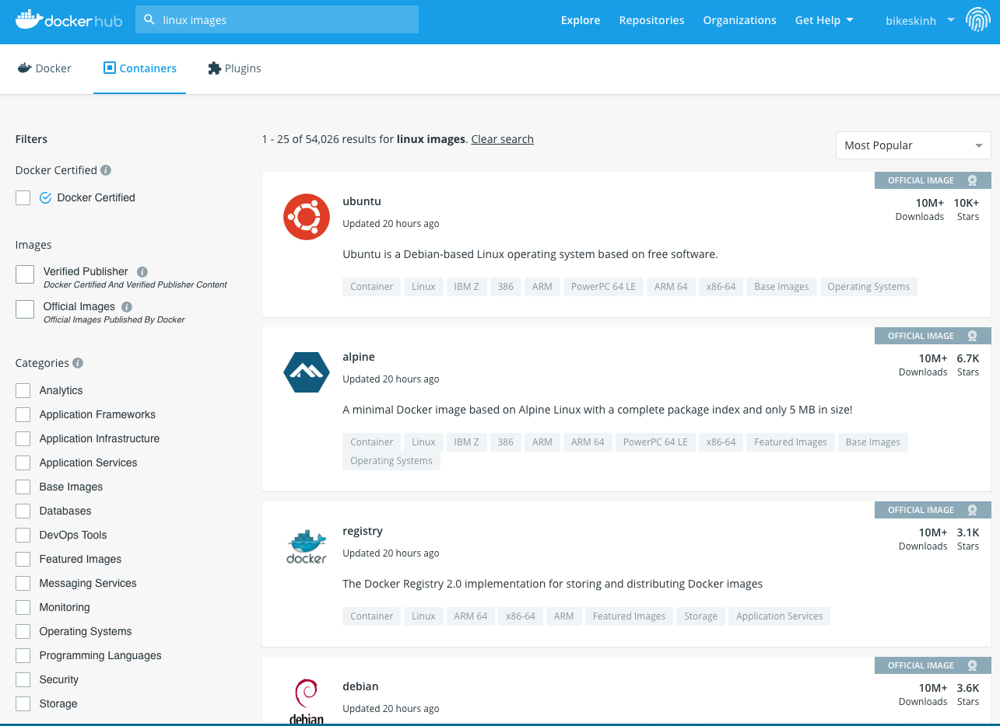 docker hub
linux images
Explore
Repositories
Organizations
Get Help
bikeskinh
Docker
Containers
Plugins
Filters
Docker Certified
Docker Certified
Images
Verified Publisher
Docker Certified And Verified Publisher Content
Official Images
Official Images Published By Docker
Categories
Analytics
Application Frameworks
Application Infrastructure
Application Services
Base Images
Databases
DevOps Tools
Featured Images
Messaging Services
Monitoring
Operating Systems
Programming Languages
Security
Storage
1 - 25 of 54,026 results for linux images. Clear search
Most Popular
OFFICIAL IMAGE
ubuntu
Updated 20 hours ago
10M+ 10K+
Downloads Stars
Ubuntu is a Debian-based Linux operating system based on free software.
Container Linux IBM Z 386 ARM PowerPC 64 LE ARM 64 x86-64 Base Images Operating Systems
OFFICIAL IMAGE
alpine
Updated 20 hours ago
10M+ 6.7K
Downloads Stars
A minimal Docker image based on Alpine Linux with a complete package index and only 5 MB in size!
Container Linux IBM Z 386 ARM ARM 64 PowerPC 64 LE x86-64 Featured Images Base Images
Operating Systems
OFFICIAL IMAGE
docker
registry
Updated 20 hours ago
10M+ 3.1K
Downloads Stars
The Docker Registry 2.0 implementation for storing and distributing Docker images
Container Linux ARM 64 x86-64 ARM Featured Images Storage Application Services
OFFICIAL IMAGE
debian
debian
Updated 20 hours ago
10M+ 3.6K
Downloads Stars